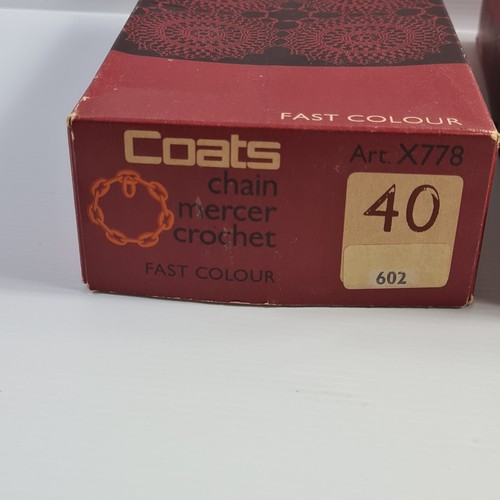 FAST COLOUR
Coats
Art. X778
chain
mercer
crochet
40
FAST COLOUR
602